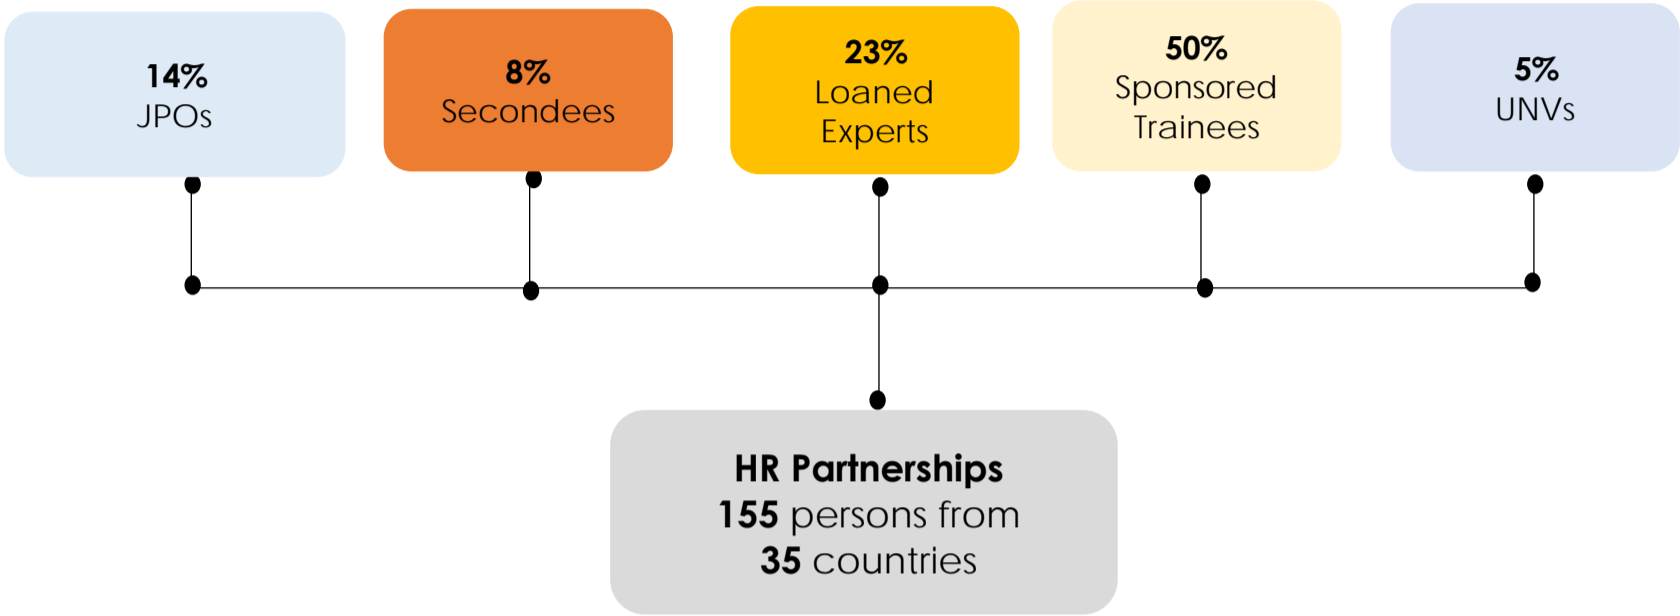 14%
JPOs
8%
Secondees
23%
Loaned
Experts
50%
Sponsored
Trainees
5%
UNVs
HR Partnerships
155 persons from
35 countries